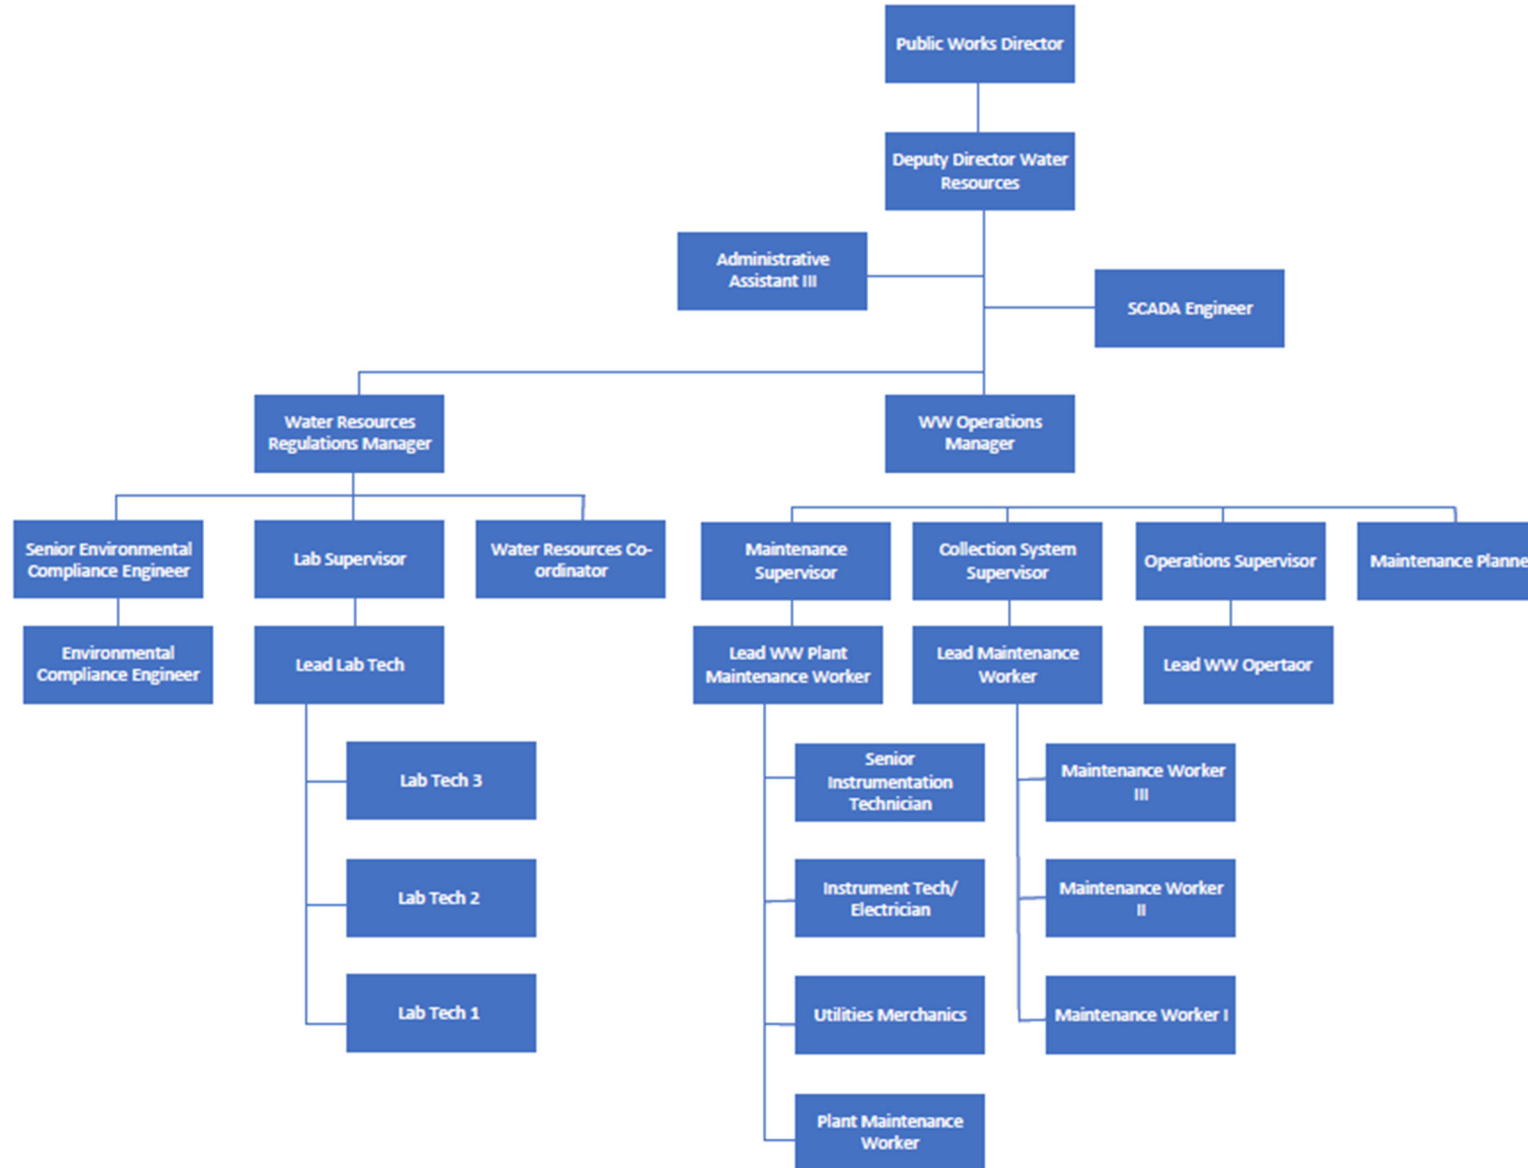 Public Works Director
Deputy Director Water
Resources
Administrative
Assistant III
SCADA Engineer
Water Resources
Regulations Manager
WW Operations
Manager
Senior Environmental
Compliance Engineer
Lab Supervisor
Water Resources Co-
ordinator
Maintenance
Supervisor
Collection System
Supervisor
Operations Supervisor
Maintenance Planne
Environmental
Compliance Engineer
Lead Lab Tech
Lead WW Plant
Maintenance Worker
Lead Maintenance
Worker
Lead WW Opertaor
Lab Tech 3
Senior
Instrumentation
Technician
Maintenance Worker
III
Lab Tech 2
Instrument Tech/
Electrician
Maintenance Worker
II
Lab Tech 1
Utilities Merchanics
Maintenance Worker I
Plant Maintenance
Worker